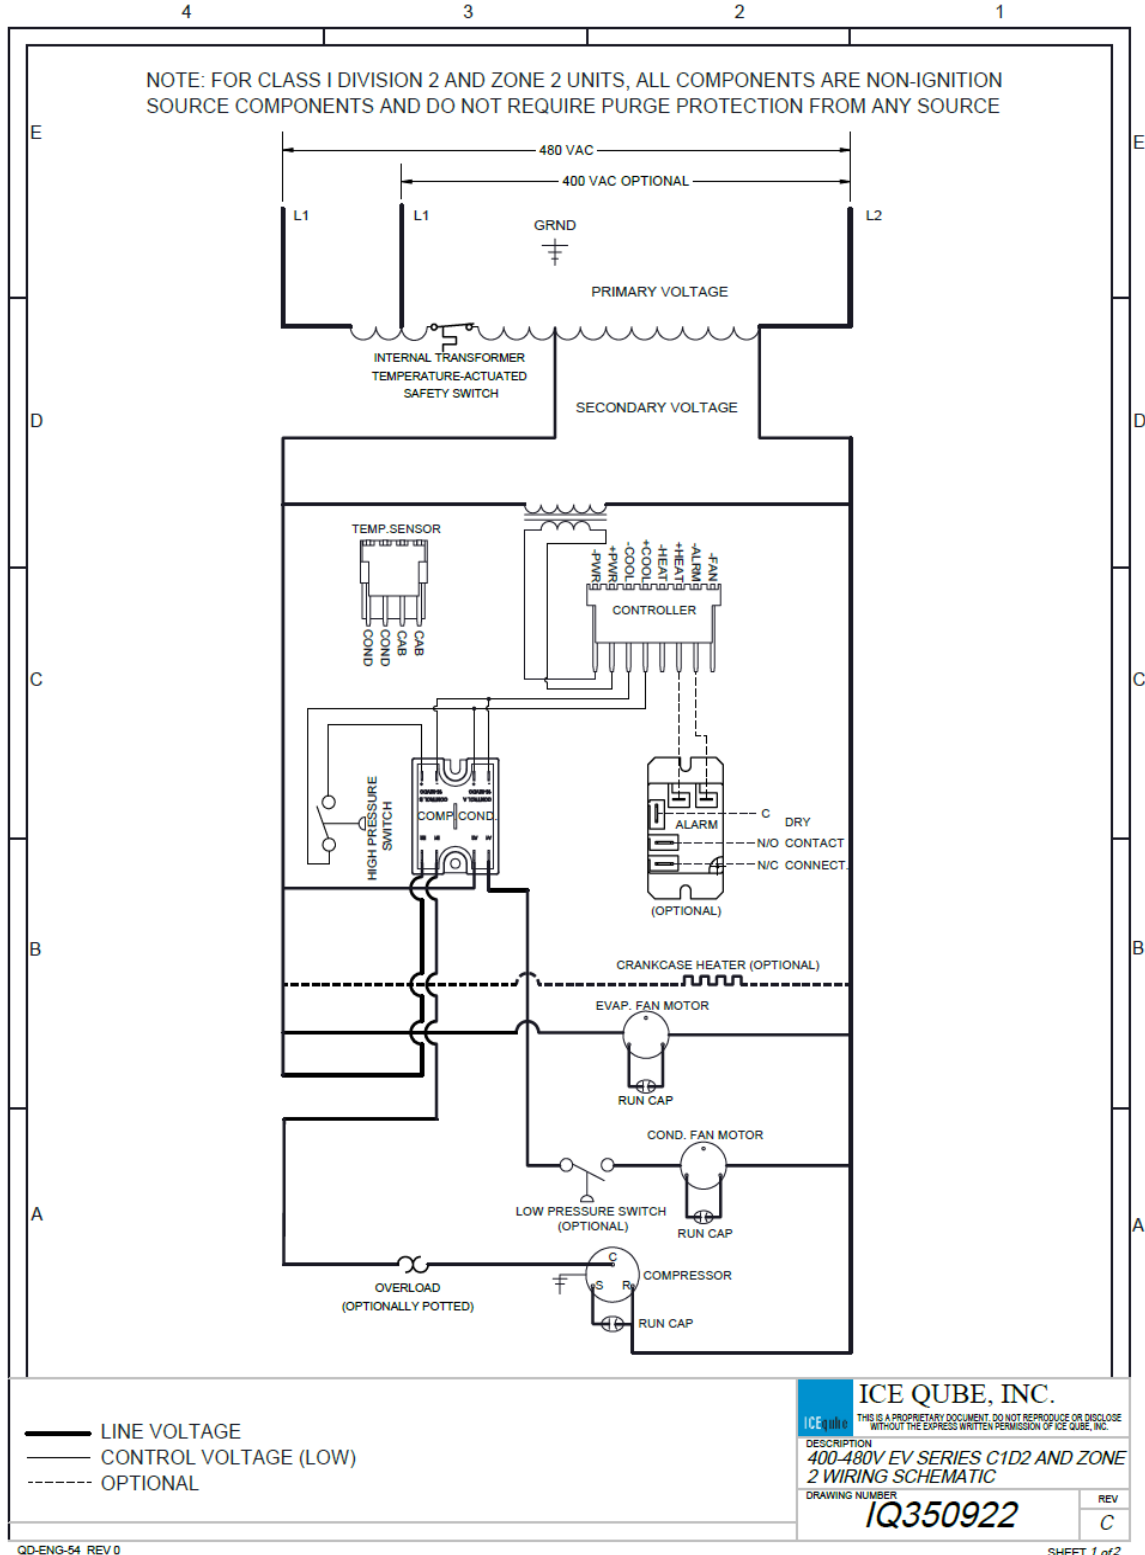 4 3 2 1
NOTE: FOR CLASS I DIVISION 2 AND ZONE 2 UNITS, ALL COMPONENTS ARE NON-IGNITION
SOURCE COMPONENTS AND DO NOT REQUIRE PURGE PROTECTION FROM ANY SOURCE
E E
480 VAC
400 VAC OPTIONAL
L1 L1 L2
GRND
PRIMARY VOLTAGE
INTERNAL TRANSFORMER
TEMPERATURE-ACTUATED
SAFETY SWITCH
SECONDARY VOLTAGE
D D
TEMP.SENSOR
COND
COND
CAB
CAB
-PWR
+PWR
-COOL
+COOL
-HEAT
+HEAT
-ALRM
-FAN
CONTROLLER
C C
HIGH PRESSURE
SWITCH
CONTROL B
CONTROL A
COMP COND.
ALARM
C
DRY
N/O CONTACT
N/C CONNECT.
(OPTIONAL)
B B
CRANKCASE HEATER (OPTIONAL)
EVAP. FAN MOTOR
RUN CAP
COND. FAN MOTOR
LOW PRESSURE SWITCH
(OPTIONAL)
RUN CAP
A A
C
S R
COMPRESSOR
OVERLOAD
(OPTIONALLY POTTED)
RUN CAP
LINE VOLTAGE
CONTROL VOLTAGE (LOW)
OPTIONAL
ICEqube
ICE QUBE, INC.
THIS IS A PROPRIETARY DOCUMENT. DO NOT REPRODUCE OR DISCLOSE
WITHOUT THE EXPRESS WRITTEN PERMISSION OF ICE QUBE, INC.
DESCRIPTION
400-480V EV SERIES C1D2 AND ZONE
2 WIRING SCHEMATIC
DRAWING NUMBER
IQ350922
REV
C
QD-ENG-54 REV 0
SHEET 1 of 2